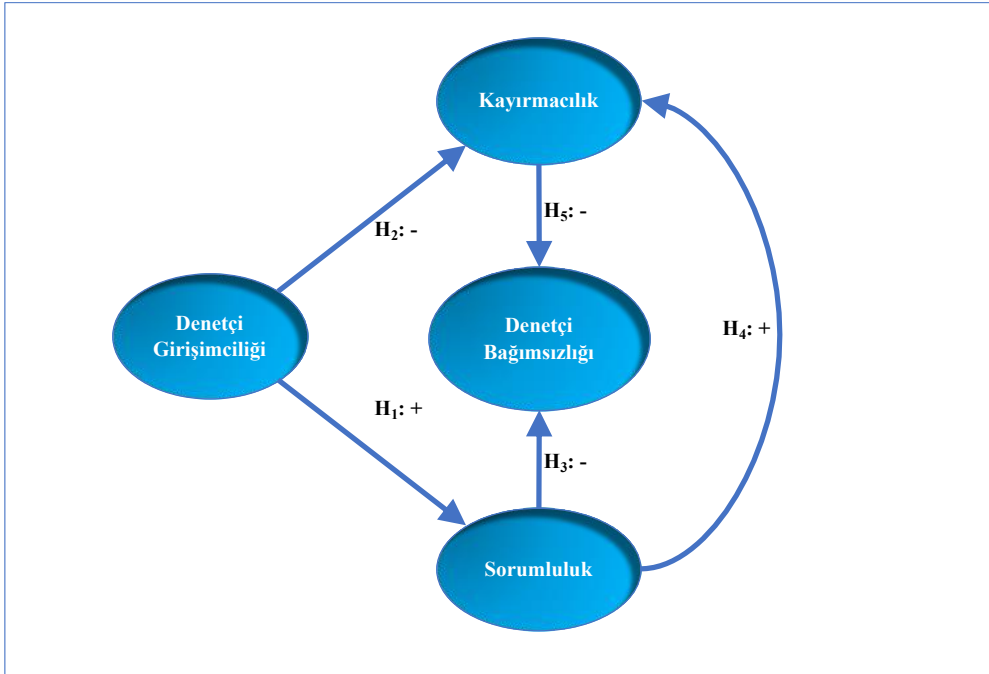 Kayırmacılık
H₂: -
H₅: -
Denetçi
Girişimciliği
Denetçi
Bağımsızlığı
H₄: +
H₁: +
H₃: -
Sorumluluk